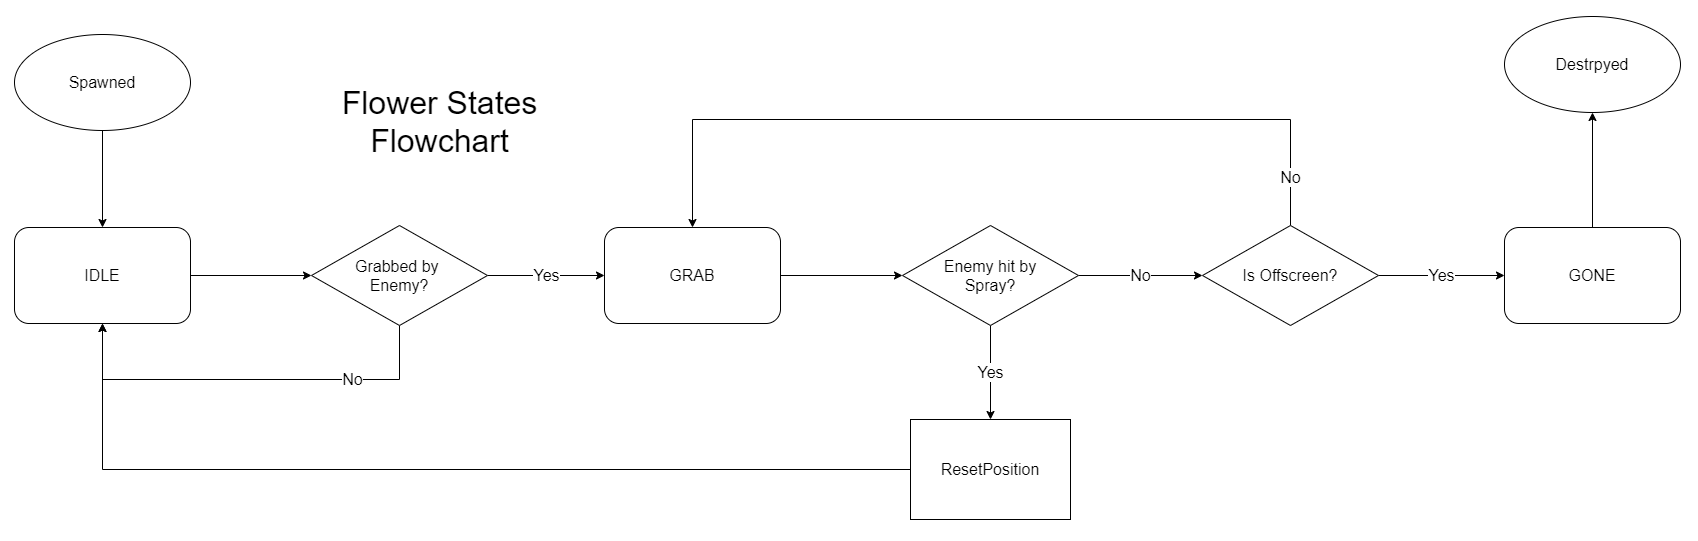 Spawned
Flower States
Flowchart
Destrpyed
No
IDLE
Grabbed by
Enemy?
Yes
GRAB
Enemy hit by
Spray?
No
Is Offscreen?
Yes
GONE
No
Yes
ResetPosition